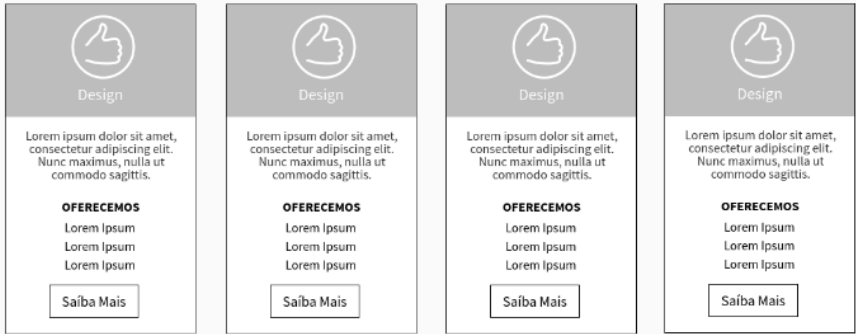 Design
Lorem ipsum dolor sit amet,
consectetur adipiscing elit.
Nunc maximus, nulla ut
commodo sagittis.
OFERECEMOS
Lorem Ipsum
Lorem Ipsum
Lorem Ipsum
Saíba Mais
Design
Lorem ipsum dolor sit amet,
consectetur adipiscing elit.
Nunc maximus, nulla ut
commodo sagittis.
OFERECEMOS
Lorem Ipsum
Lorem Ipsum
Lorem Ipsum
Saíba Mais
Design
Lorem ipsum dolor sit amet,
consectetur adipiscing elit.
Nunc maximus, nulla ut
commodo sagittis.
OFERECEMOS
Lorem Ipsum
Lorem Ipsum
Lorem Ipsum
Saíba Mais
Design
Lorem ipsum dolor sit amet,
consectetur adipiscing elit.
Nunc maximus, nulla ut
commodo sagittis.
OFERECEMOS
Lorem Ipsum
Lorem Ipsum
Lorem Ipsum
Saíba Mais